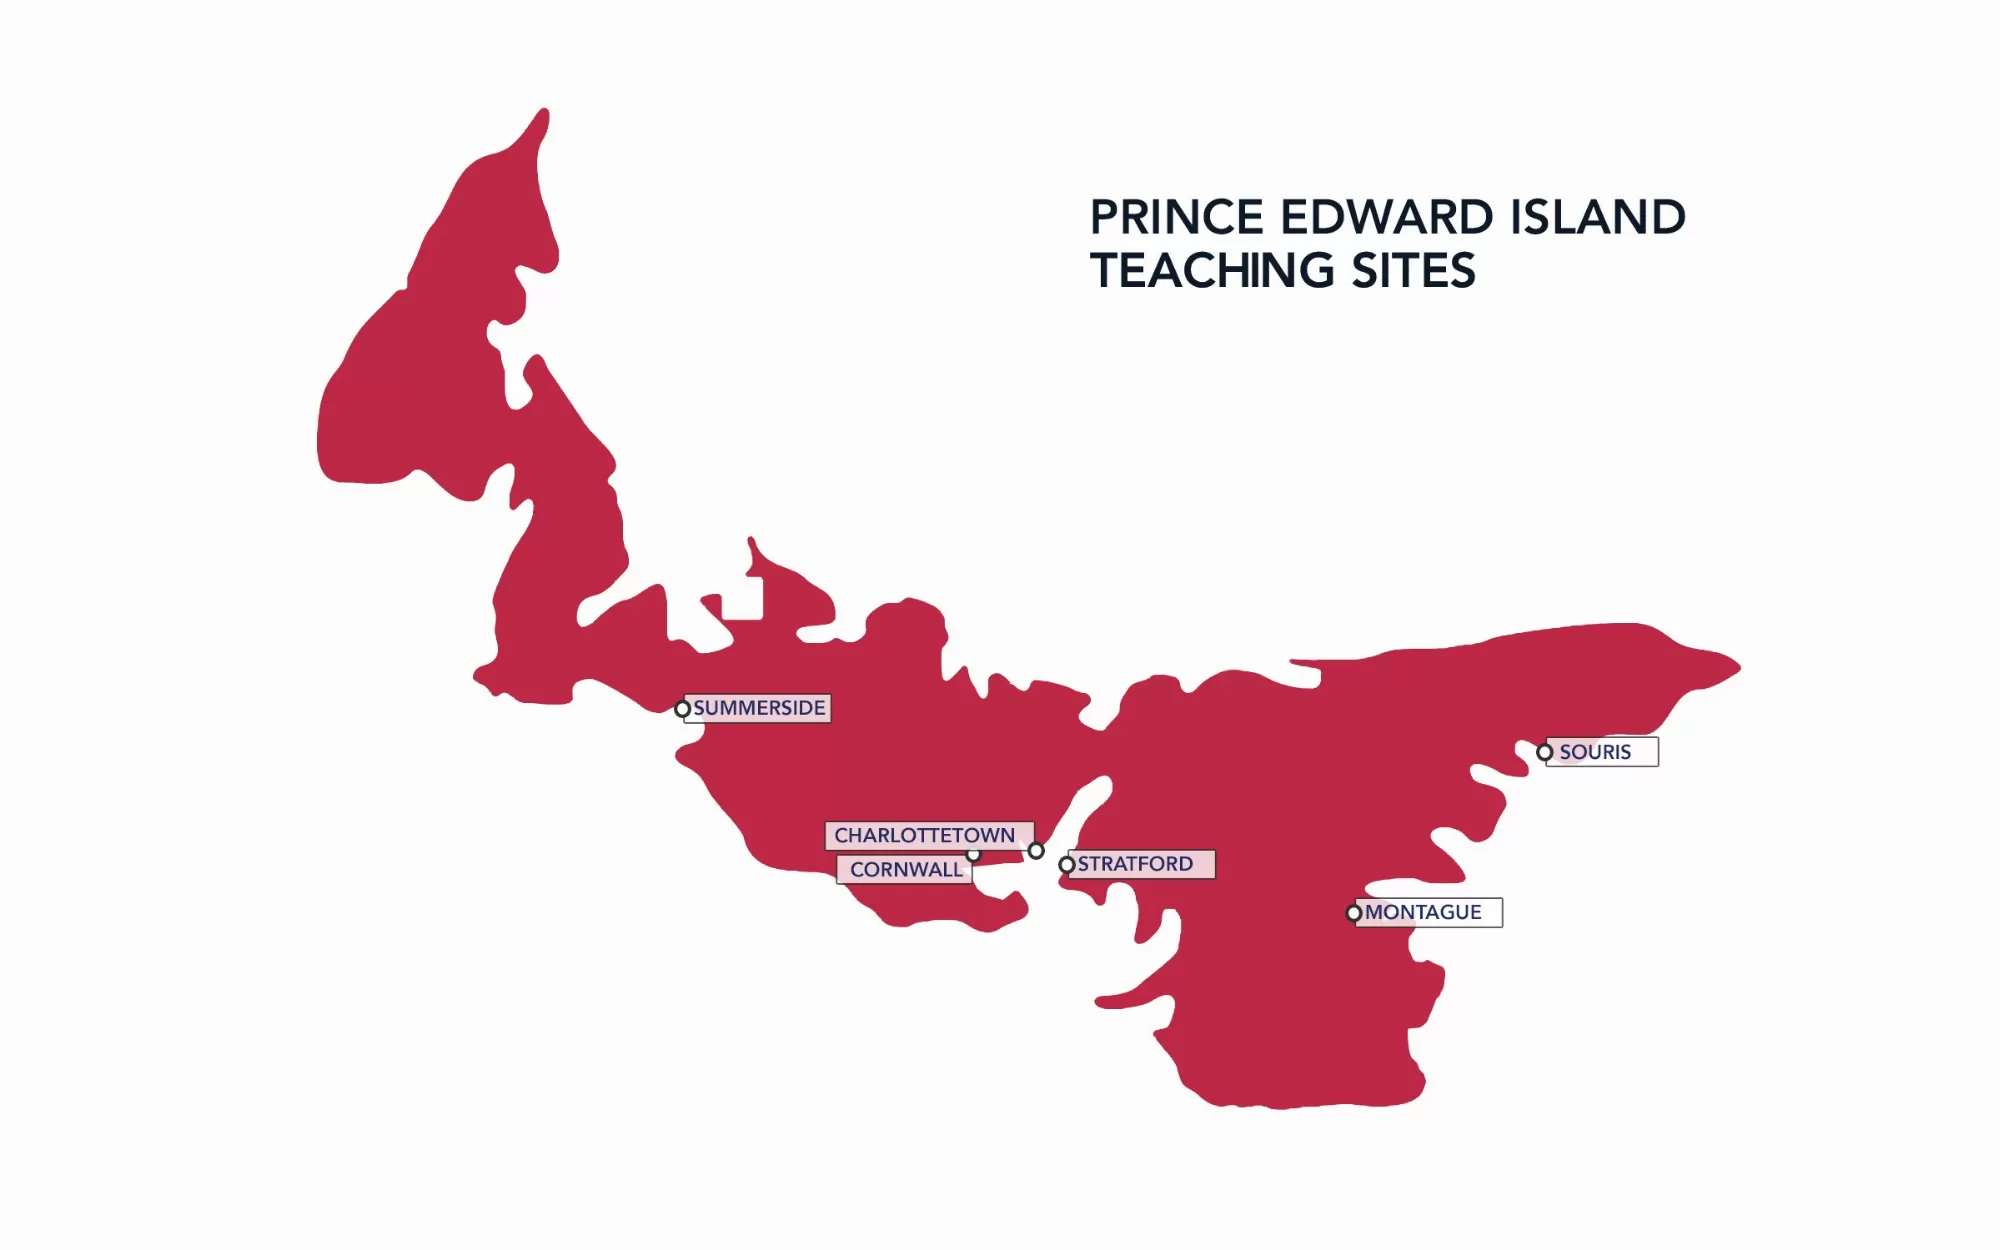 PRINCE EDWARD ISLAND
TEACHING SITES
SUMMERSIDE
SOURIS
CHARLOTTETOWN
CORNWALL
STRATFORD
MONTAGUE